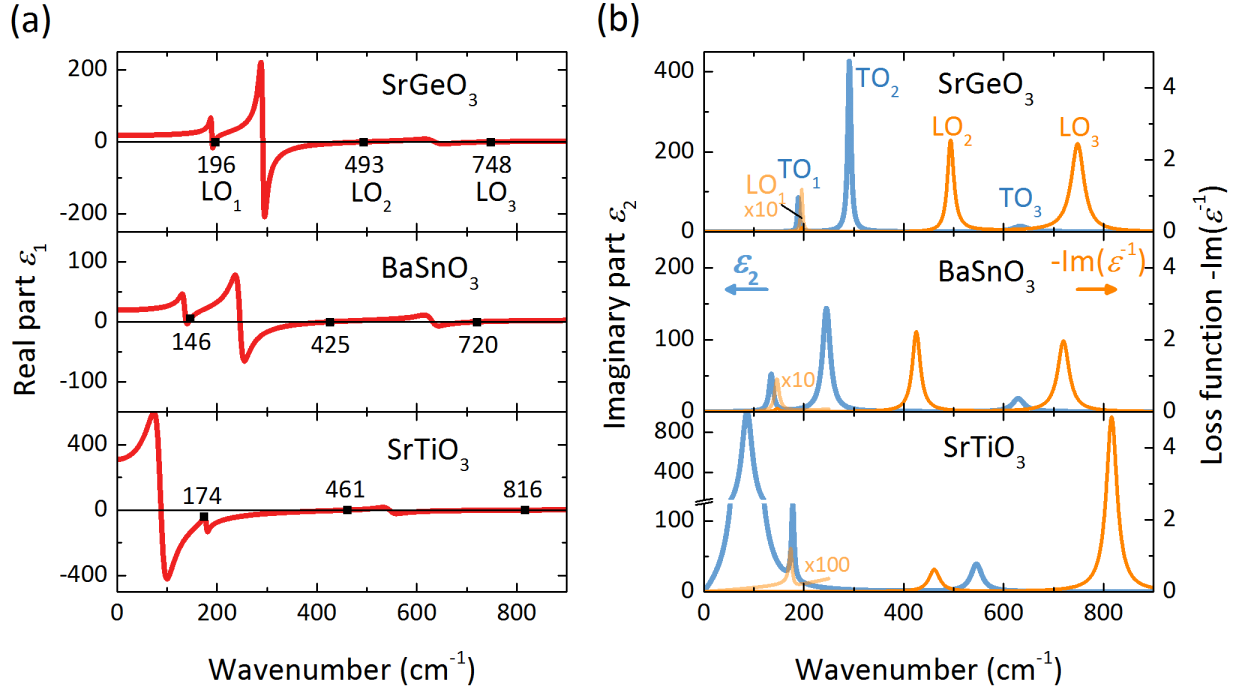 (a)
200
0
-200
SrGeO₃
196
LO₁
493
LO₂
748
LO₃
100
0
-100
BaSnO₃
146
425
720
400
0
-400
SrTiO₃
174
461
816
Real part ε₁
0 200 400 600 800
Wavenumber (cm⁻¹)
(b)
400
200
0
TO₂
SrGeO₃
LO₂
LO₃
LO₁
x10
TO₁
TO₃
4
2
0
200
100
0
ε₂
BaSnO₃
-Im(ε⁻¹)
x10
4
2
0
800
400
100
0
SrTiO₃
x100
4
2
0
Imaginary part ε₂
Loss function -Im(ε⁻¹)
0 200 400 600 800
Wavenumber (cm⁻¹)